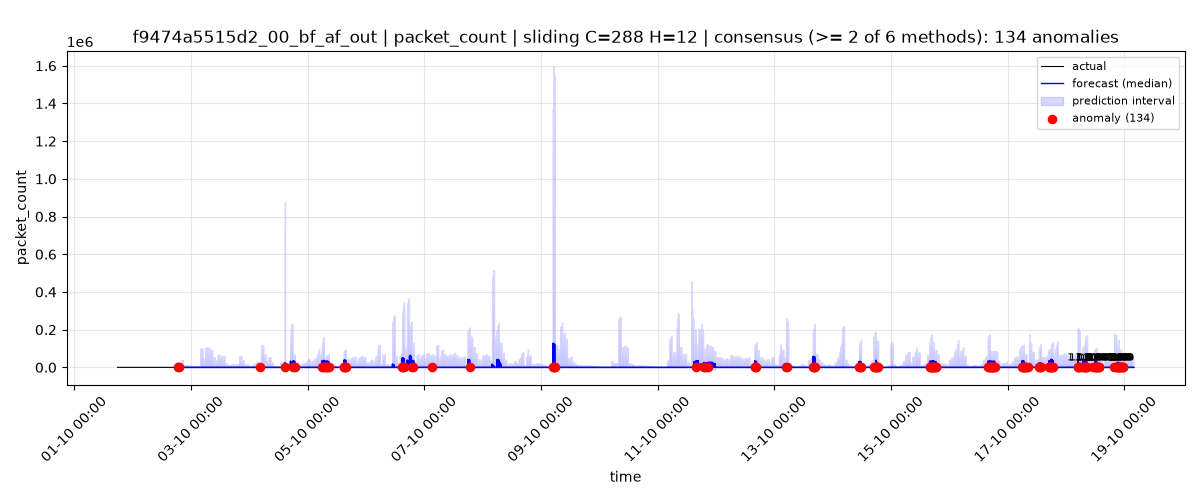 f9474a5515d2_00_bf_af_out | packet_count | sliding C=288 H=12 | consensus (>= 2 of 6 methods): 134 anomalies
1e6
actual
forecast (median)
prediction interval
anomaly (134)
1.6
1.4
1.2
1.0
0.8
0.6
0.4
0.2
0.0
packet_count
01-10 00:00
03-10 00:00
05-10 00:00
07-10 00:00
09-10 00:00
11-10 00:00
13-10 00:00
15-10 00:00
17-10 00:00
19-10 00:00
time